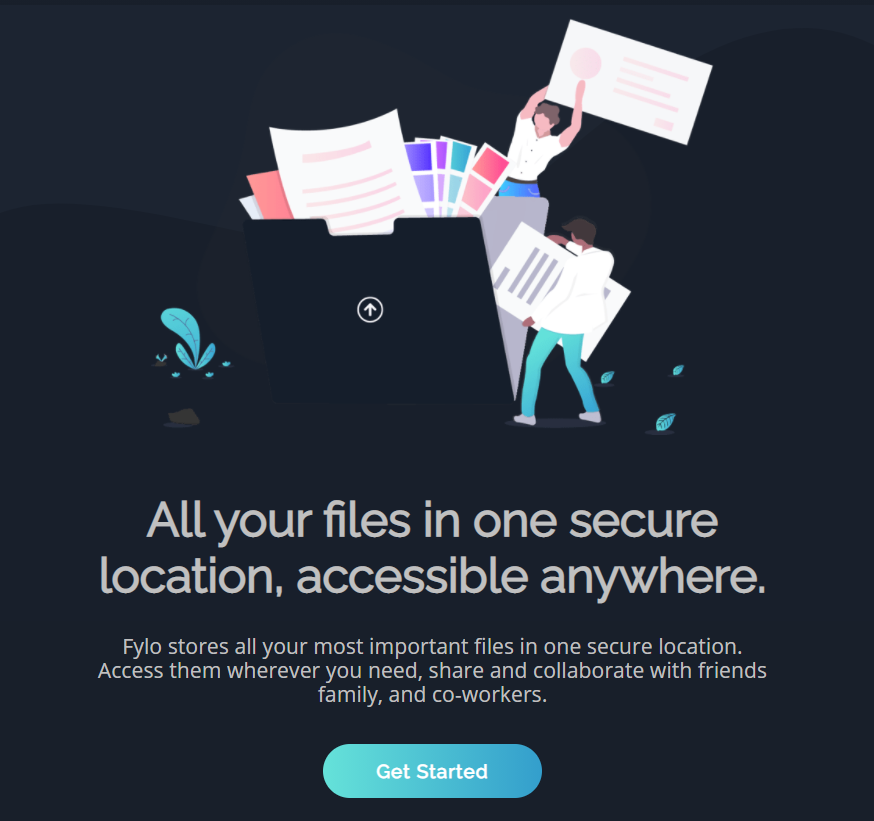 All your files in one secure
location, accessible anywhere.
Fylo stores all your most important files in one secure location.
Access them wherever you need, share and collaborate with friends
family, and co-workers.
Get Started